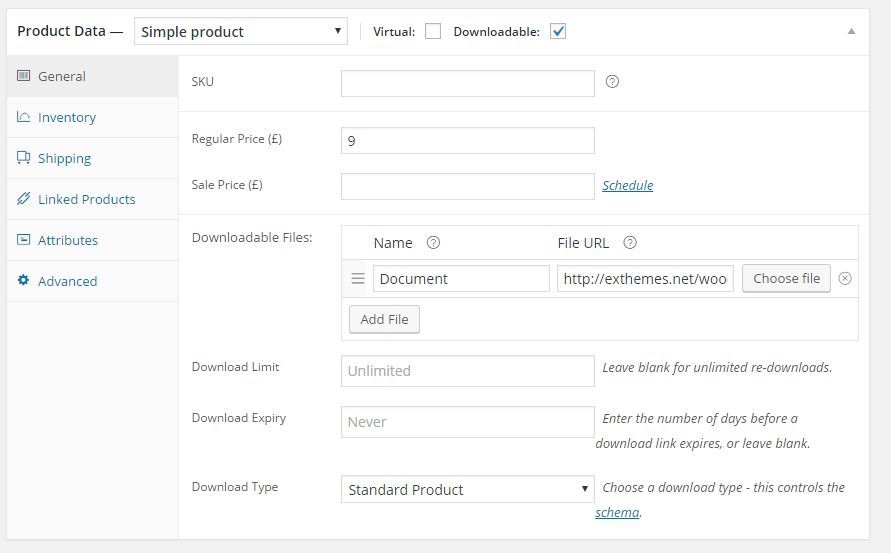 Product Data — Simple product Virtual: Downloadable:
General
Inventory
Shipping
Linked Products
Attributes
Advanced
SKU
Regular Price (£) 9
Sale Price (£) Schedule
Downloadable Files:
Name File URL
Document http://exthemes.net/woo Choose file
Add File
Download Limit Unlimited Leave blank for unlimited re-downloads.
Download Expiry Never Enter the number of days before a
download link expires, or leave blank.
Download Type Standard Product Choose a download type - this controls the
schema.